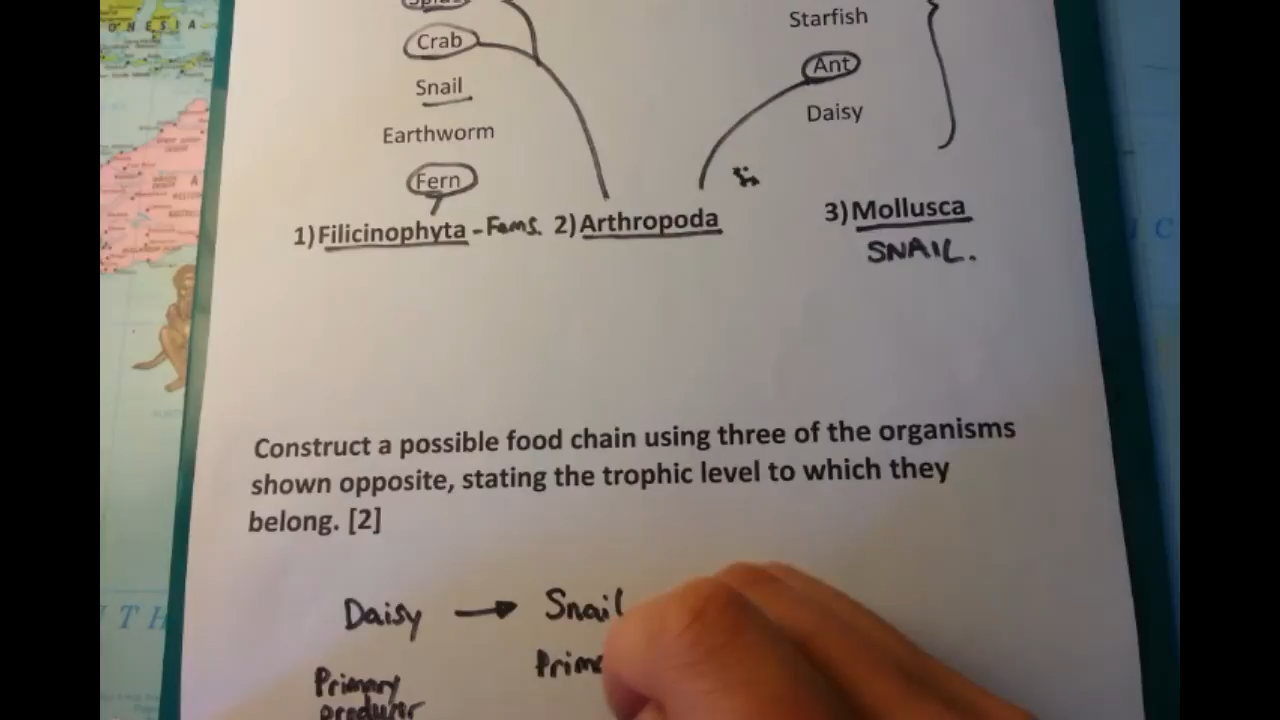 ONESIA
Starfish
Crab
Ant
Snail
Daisy
Earthworm
Fern
1) Filicinophyta - Ferns. 2) Arthropoda
3) Mollusca
SNAIL.
Construct a possible food chain using three of the organisms
shown opposite, stating the trophic level to which they
belong. [2]
Daisy → Snail
Primary
producer